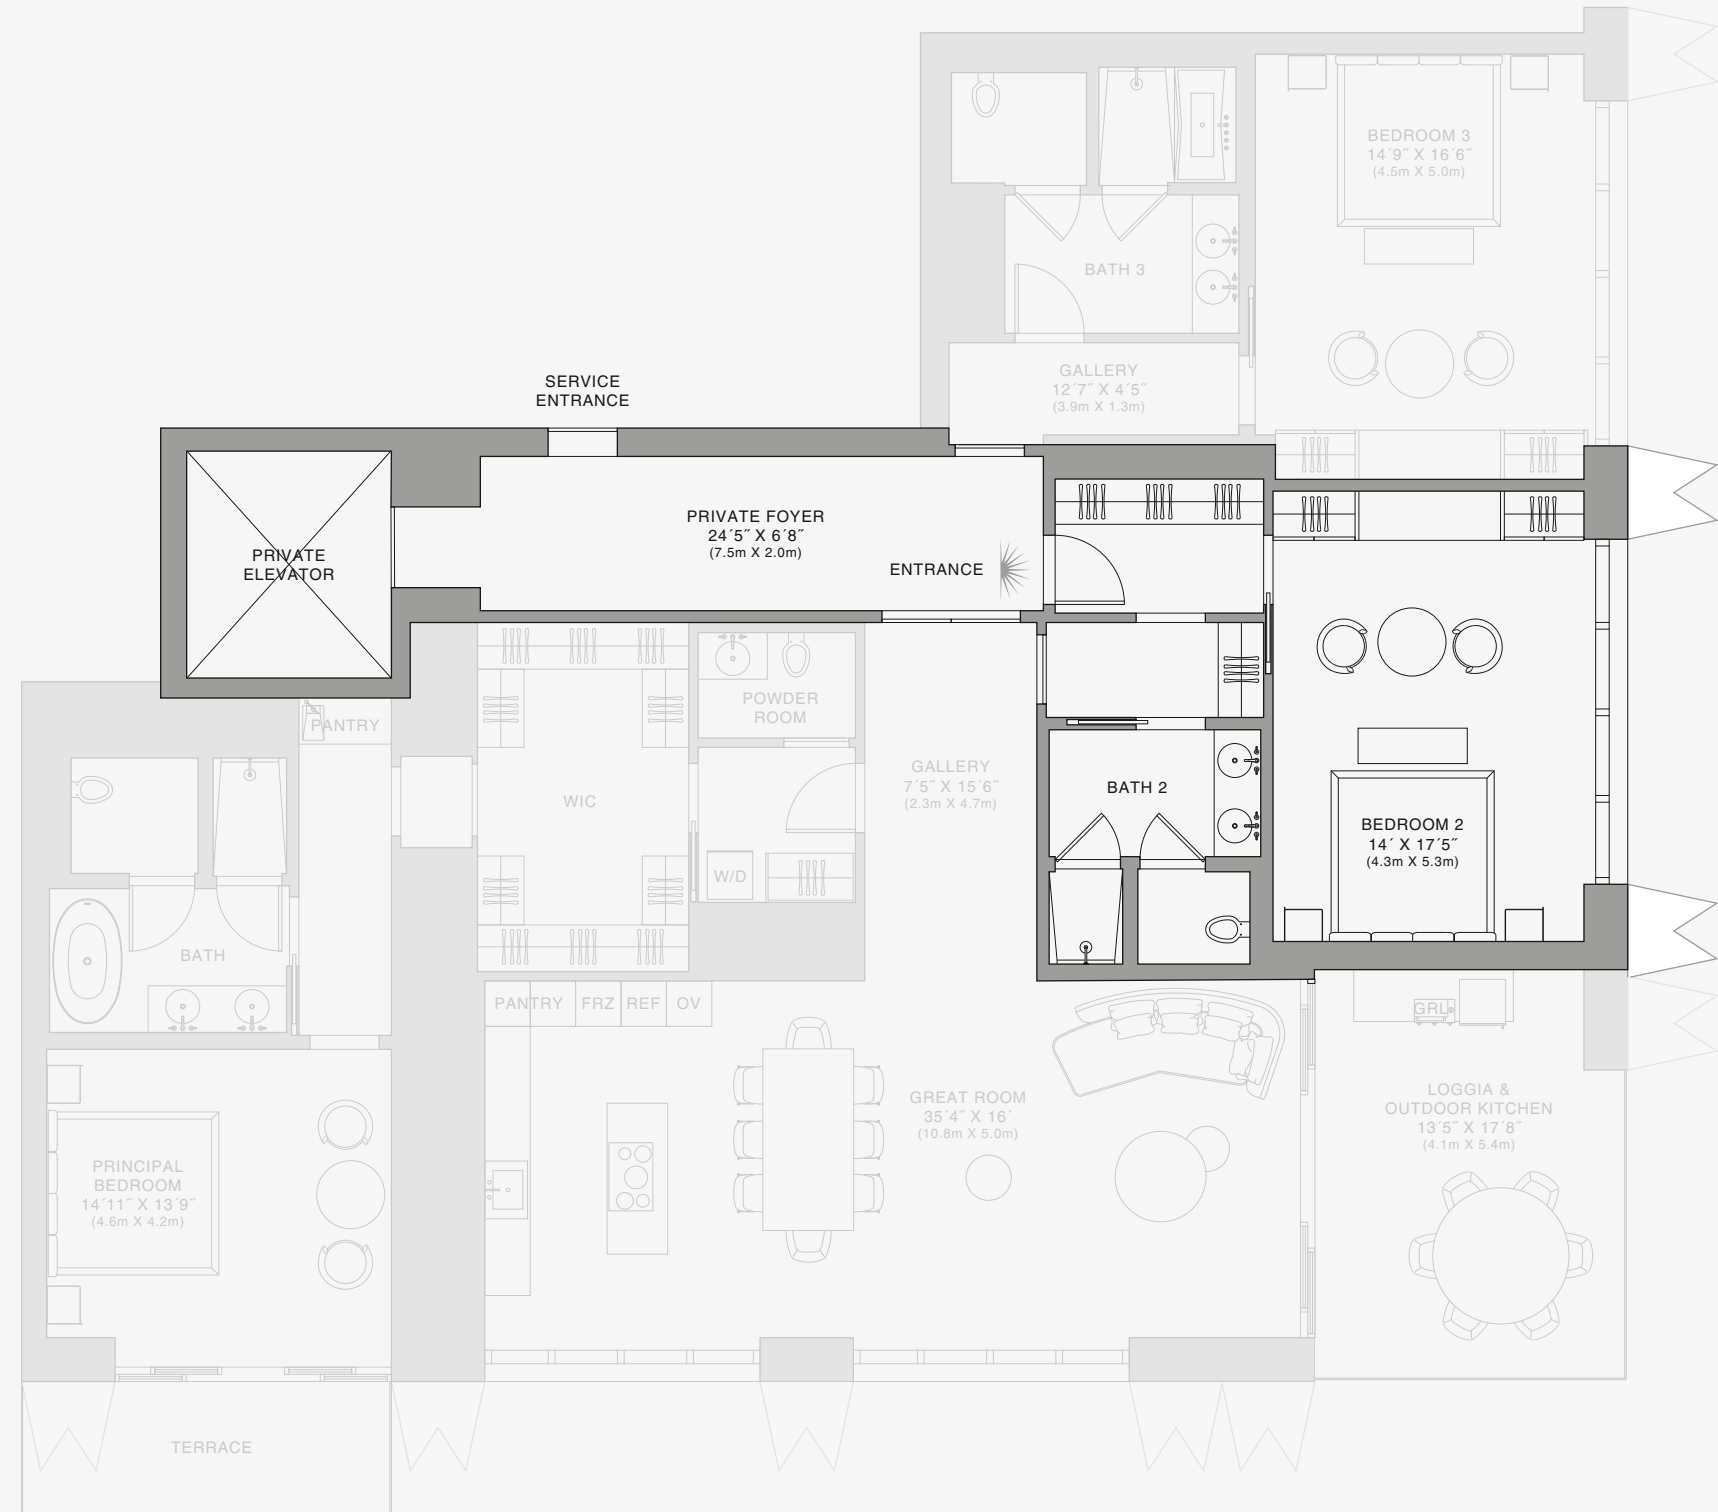 BEDROOM 3
14´9˝ X 16´6˝
(4.5m X 5.0m)
BATH 3
GALLERY
12´7˝ X 4´5˝
(3.9m X 1.3m)
SERVICE
ENTRANCE
PRIVATE FOYER
24´5˝ X 6´8˝
(7.5m X 2.0m)
ENTRANCE
PRIVATE
ELEVATOR
POWDER
ROOM
PANTRY
GALLERY
7´5˝ X 15´6˝
(2.3m X 4.7m)
WIC
BATH 2
BEDROOM 2
14´ X 17´5˝
(4.3m X 5.3m)
W/D
BATH
PANTRY
FRZ
REF
OV
GRL
GREAT ROOM
35´4˝ X 16´
(10.8m X 5.0m)
LOGGIA &
OUTDOOR KITCHEN
13´5˝ X 17´8˝
(4.1m X 5.4m)
PRINCIPAL
BEDROOM
14´11˝ X 13´9˝
(4.6m X 4.2m)
TERRACE